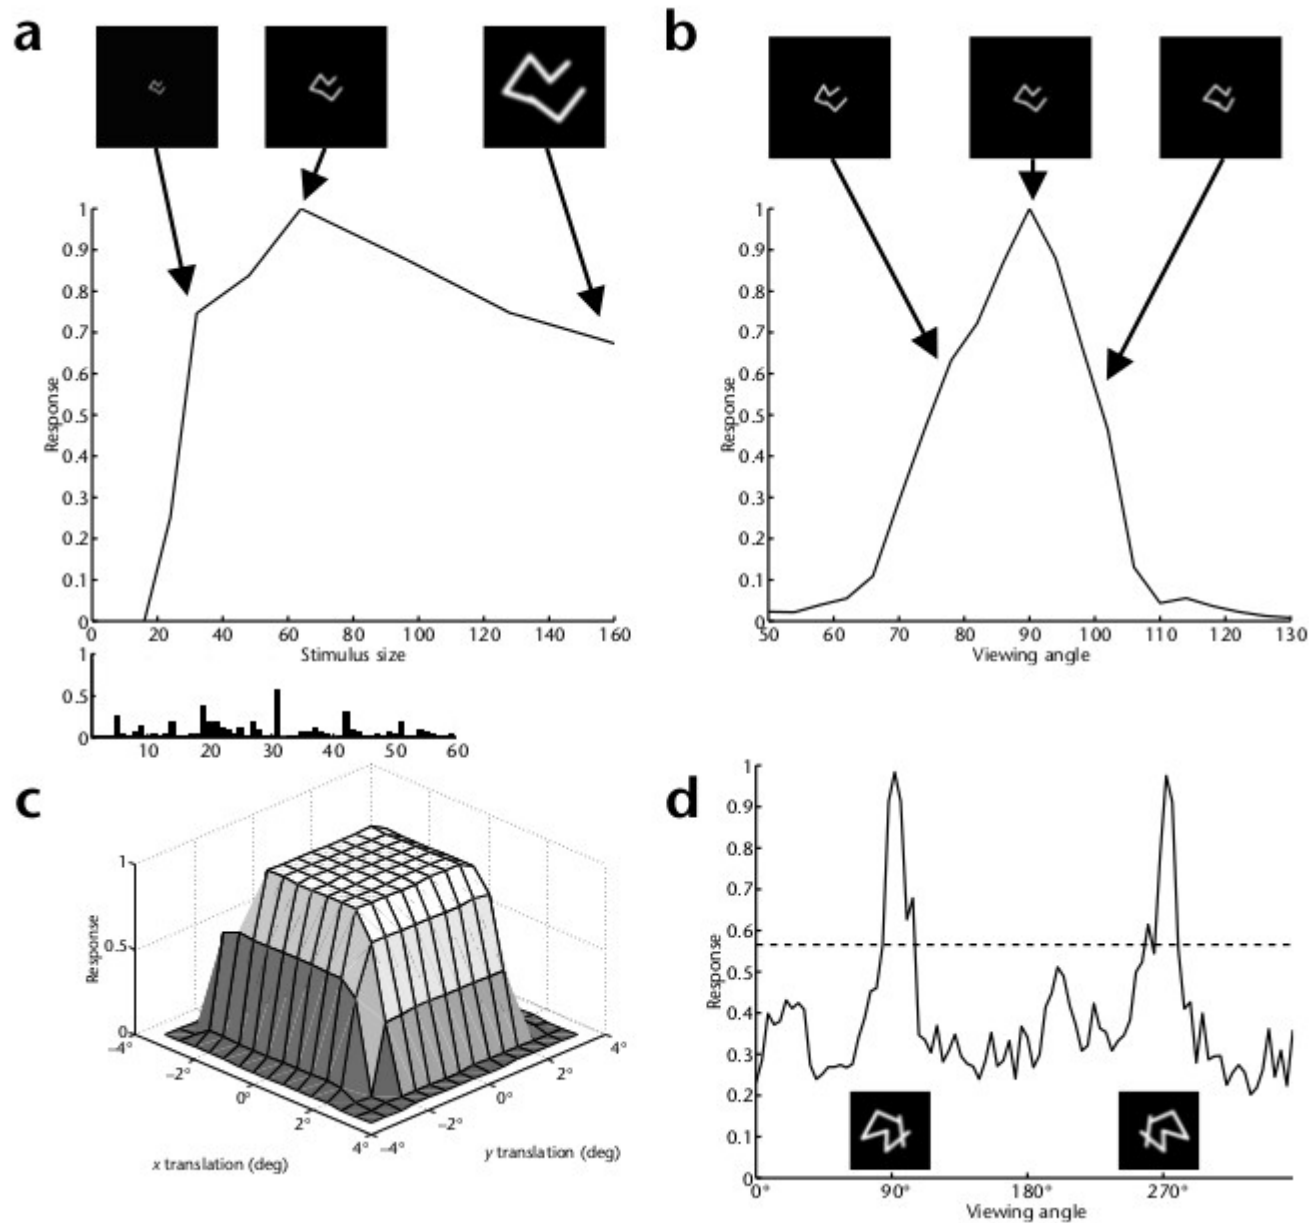 a
1
0.9
0.8
0.7
0.6
0.5
0.4
0.3
0.2
0.1
0
Response
0 20 40 60 80 100 120 140 160
Stimulus size
1
0.5
0
10 20 30 40 50 60
b
1
0.9
0.8
0.7
0.6
0.5
0.4
0.3
0.2
0.1
0
Response
50 60 70 80 90 100 110 120 130
Viewing angle
c
1
0.5
0
Response
−4° −2° 0° 2° 4°
x translation (deg)
−4° −2° 0° 2° 4°
y translation (deg)
d
1
0.9
0.8
0.7
0.6
0.5
0.4
0.3
0.2
0.1
0
Response
0° 90° 180° 270°
Viewing angle